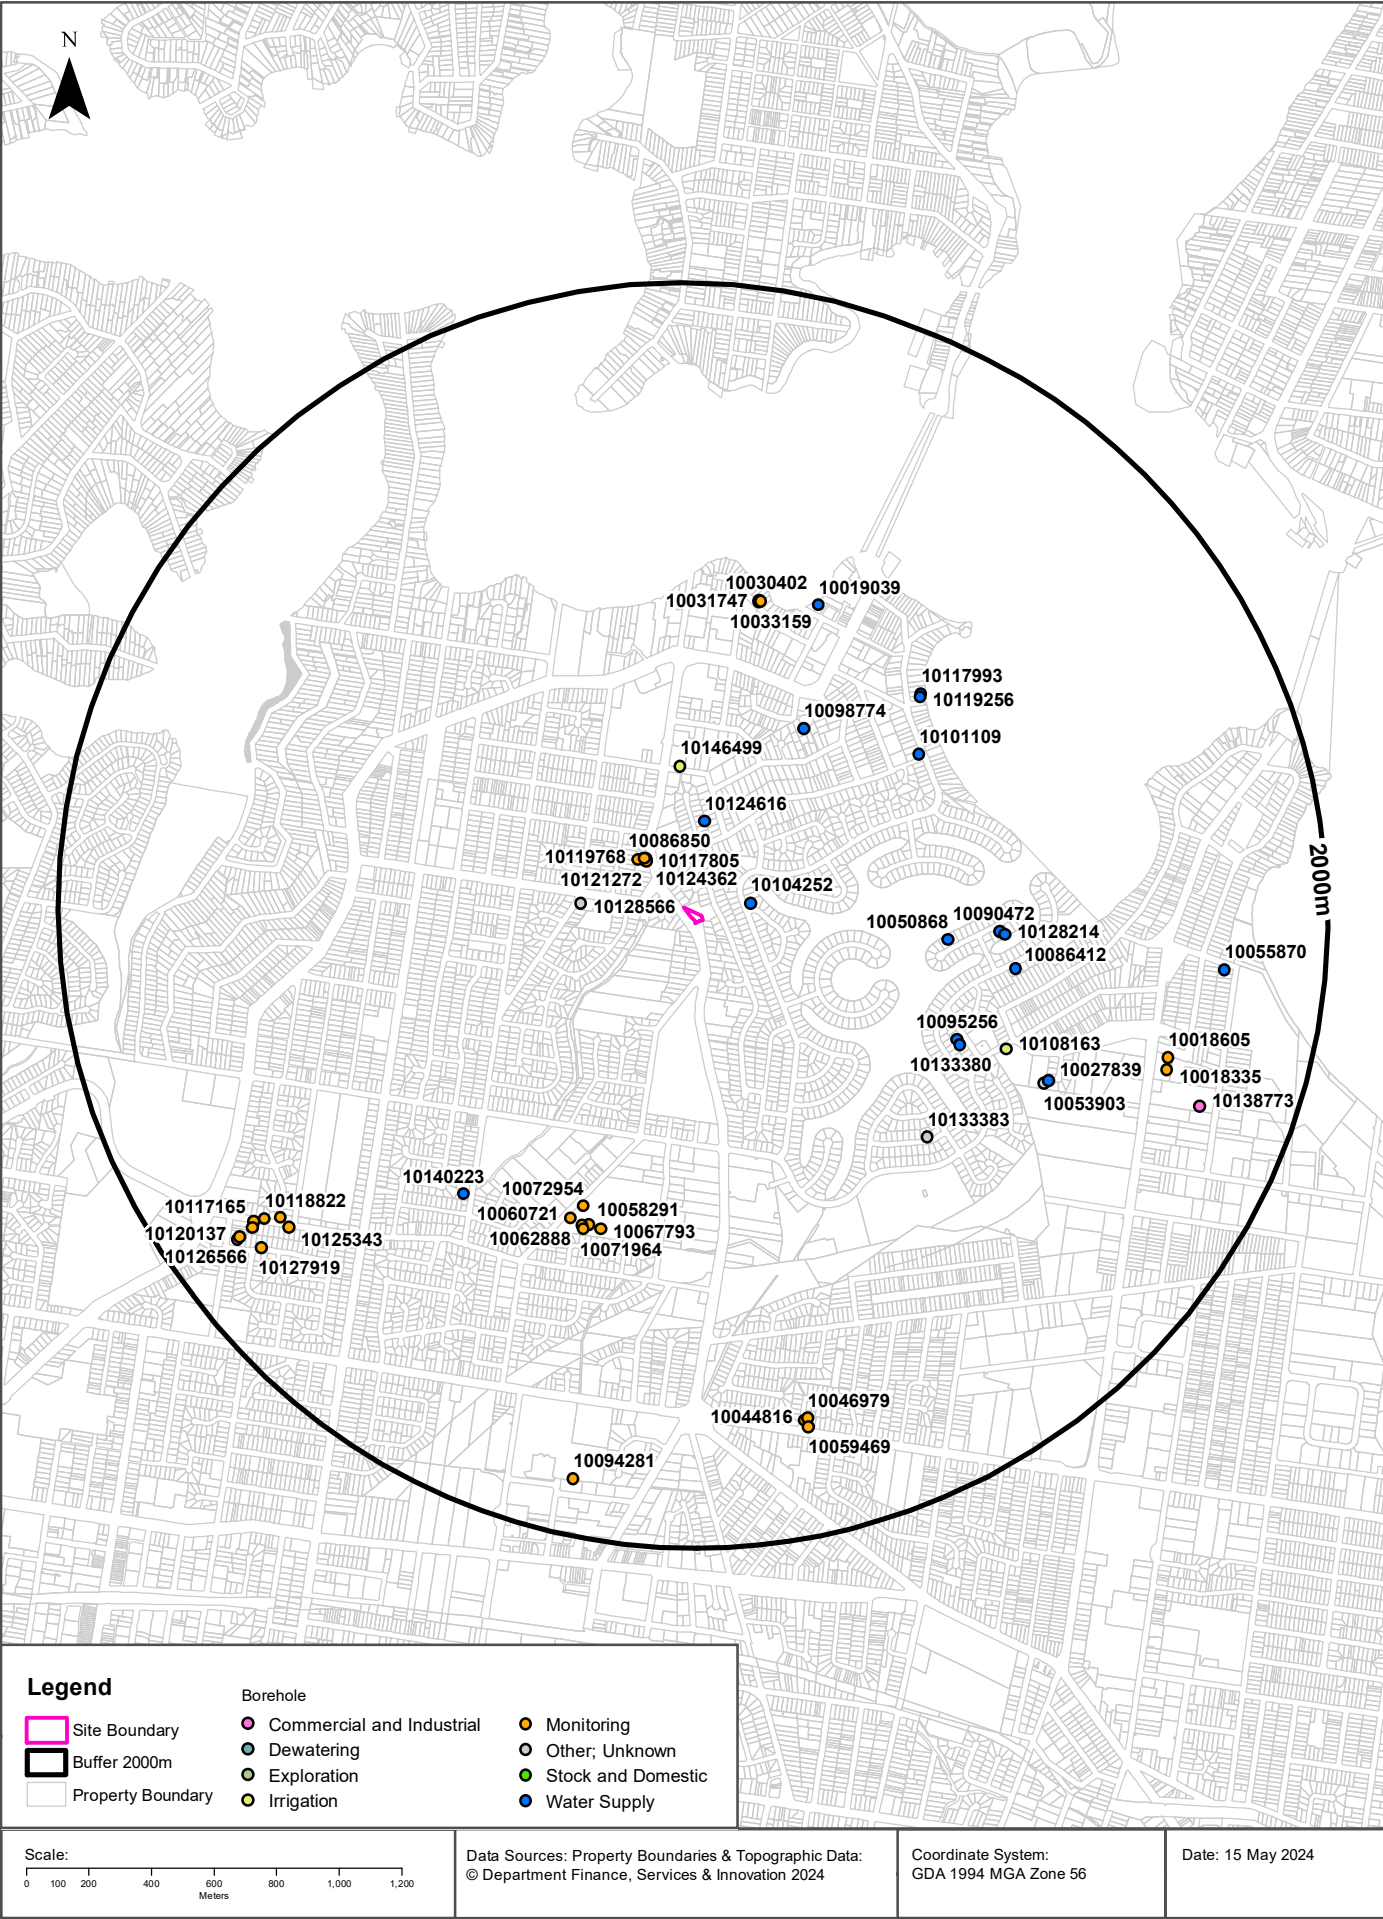 N
10030402
10019039
10031747
10033159
10117993
10119256
10098774
10101109
10146499
10124616
10086850
10119768
10117805
10121272
10124362
10104252
10128566
2000m
10050868
10090472
10128214
10086412
10055870
10095256
10108163
10133380
10018605
10027839
10018335
10053903
10138773
10133383
10140223
10072954
10117165
10118822
10060721
10058291
10120137
10125343
10062888
10067793
10126566
10127919
10071964
10046979
10044816
10059469
10094281
Legend
Site Boundary
Buffer 2000m
Property Boundary
Borehole
Commercial and Industrial
Dewatering
Exploration
Irrigation
Monitoring
Other; Unknown
Stock and Domestic
Water Supply
Scale:
0 100 200 400 600 800 1,000 1,200
Meters
Data Sources: Property Boundaries & Topographic Data:
© Department Finance, Services & Innovation 2024
Coordinate System:
GDA 1994 MGA Zone 56
Date: 15 May 2024